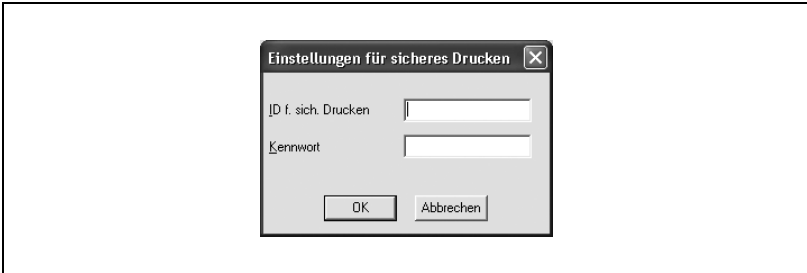 Einstellungen für sicheres Drucken
ID f. sich. Drucken
Kennwort
OK Abbrechen